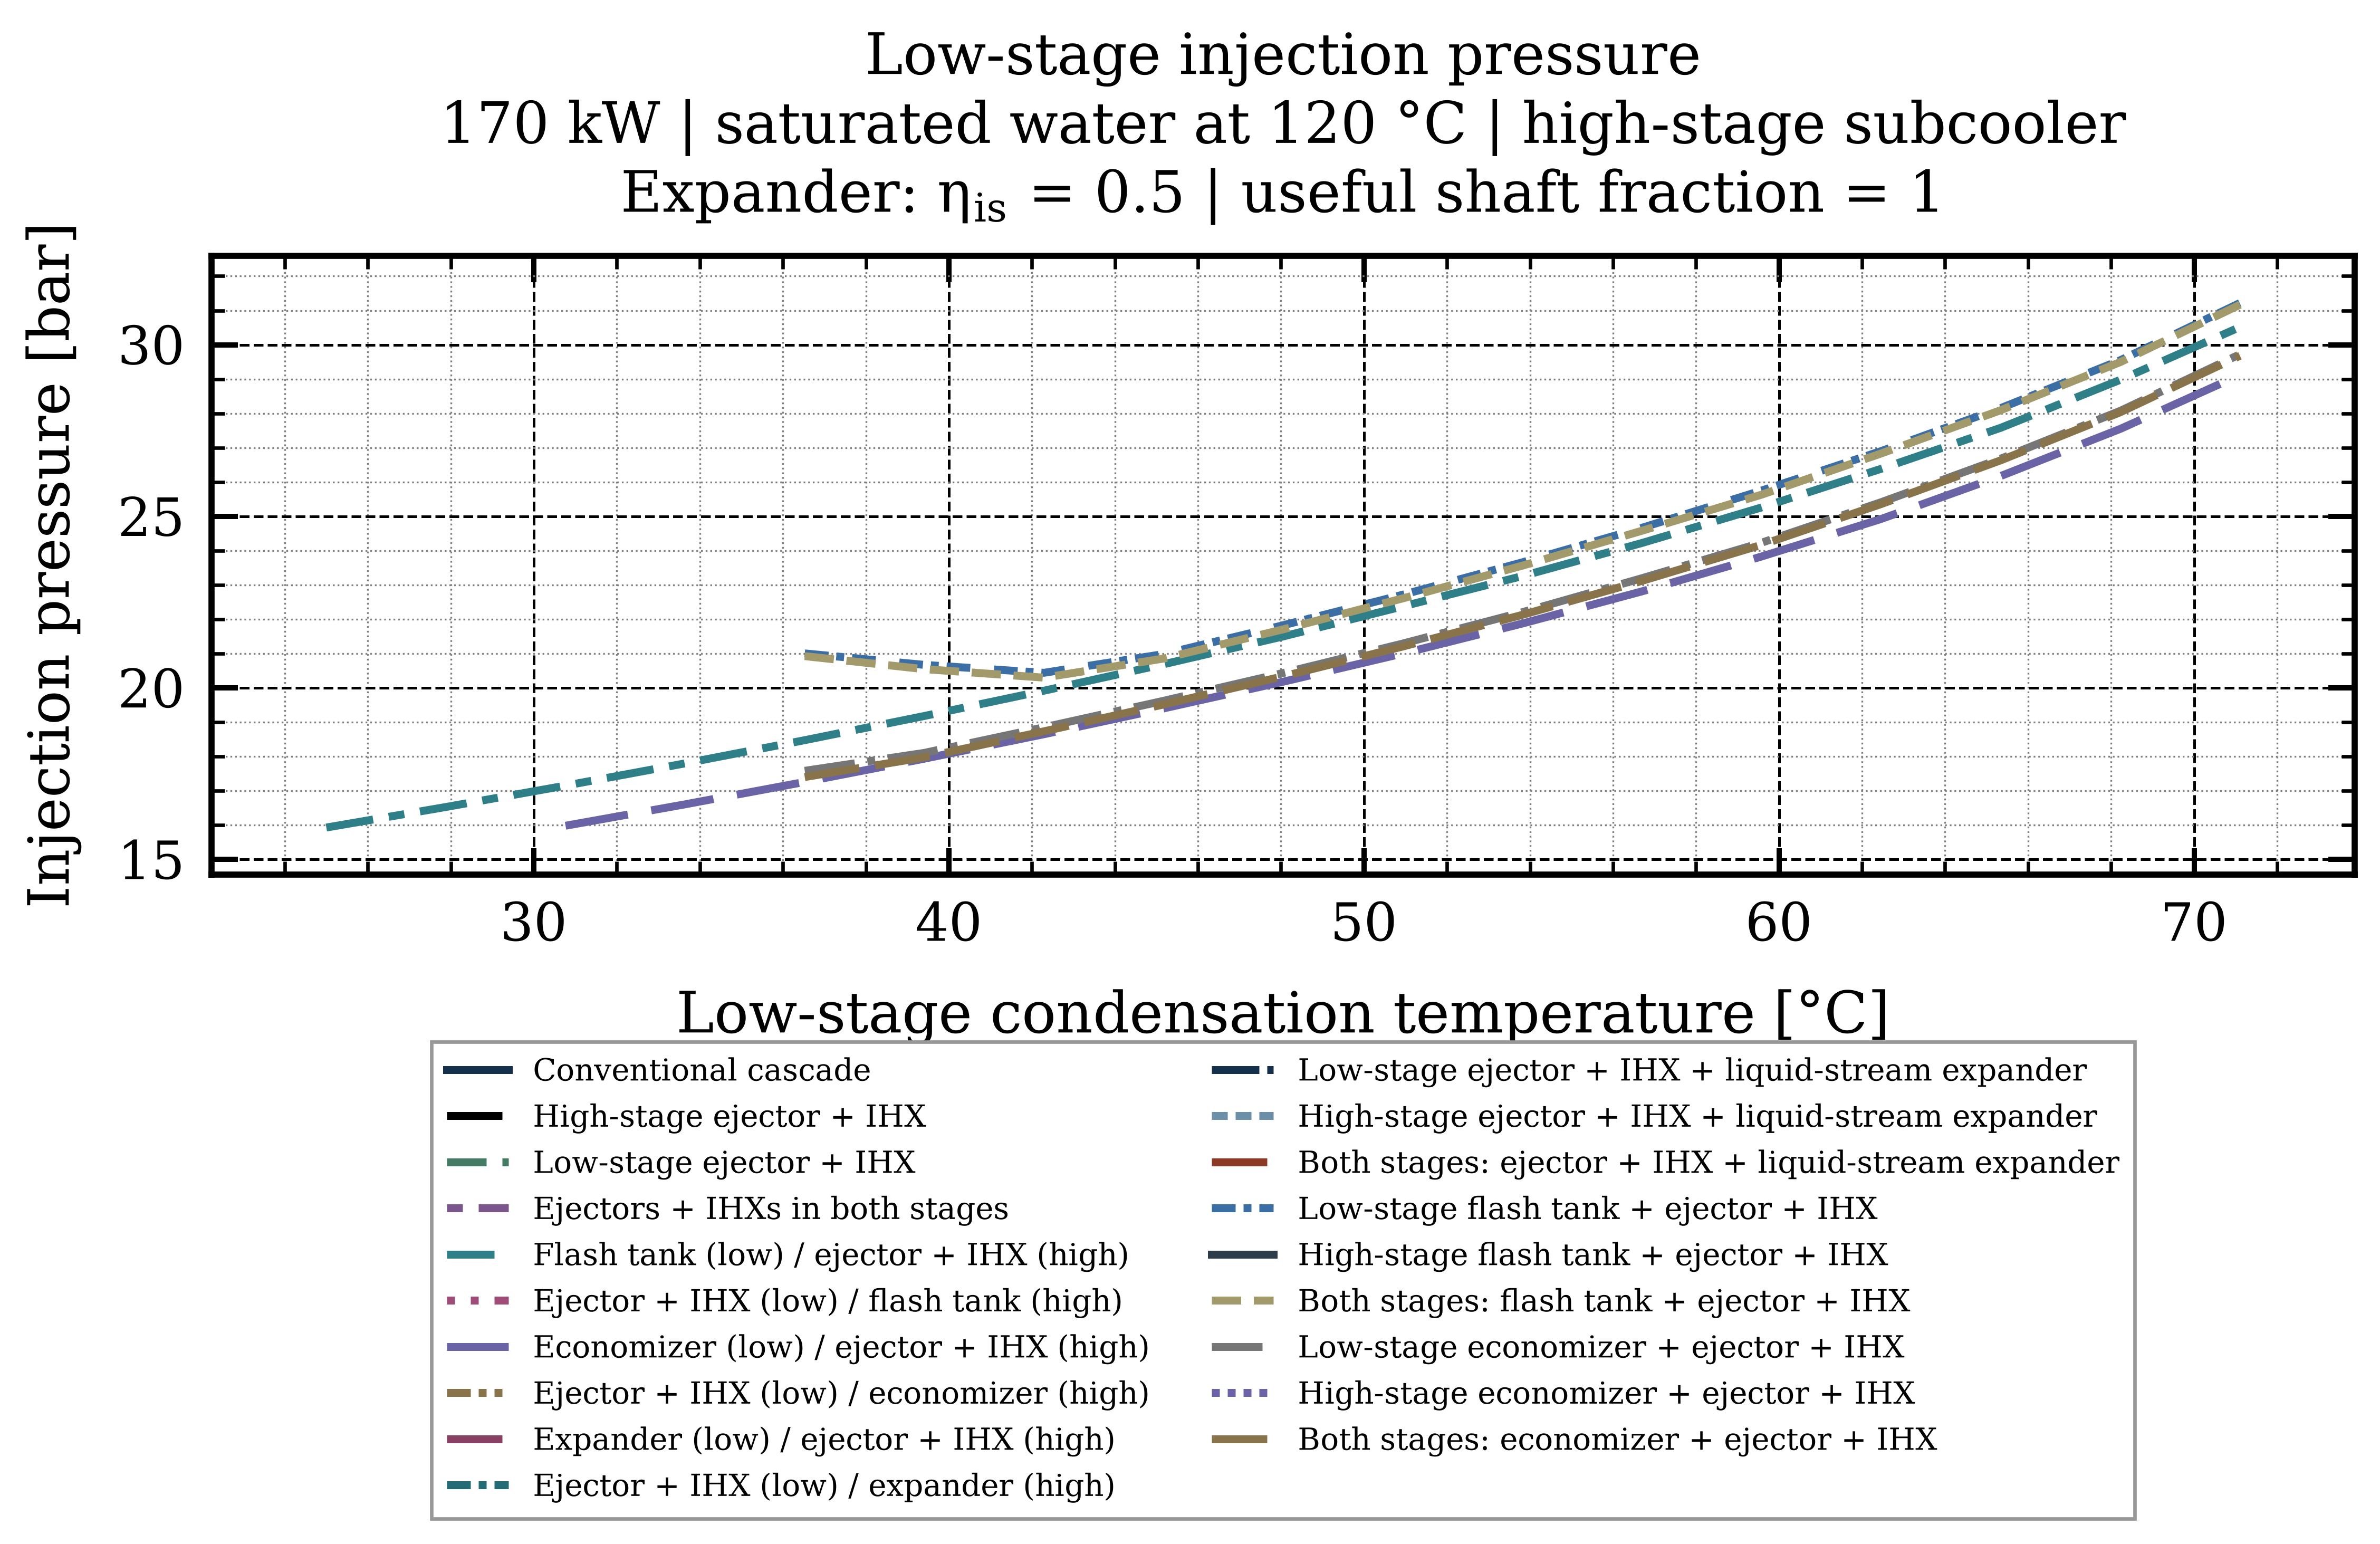 Low-stage injection pressure
170 kW | saturated water at 120 °C | high-stage subcooler
Expander: ηis = 0.5 | useful shaft fraction = 1
Injection pressure [bar]
30
25
20
15
30 40 50 60 70
Low-stage condensation temperature [°C]
Conventional cascade
High-stage ejector + IHX
Low-stage ejector + IHX
Ejectors + IHXs in both stages
Flash tank (low) / ejector + IHX (high)
Ejector + IHX (low) / flash tank (high)
Economizer (low) / ejector + IHX (high)
Ejector + IHX (low) / economizer (high)
Expander (low) / ejector + IHX (high)
Ejector + IHX (low) / expander (high)
Low-stage ejector + IHX + liquid-stream expander
High-stage ejector + IHX + liquid-stream expander
Both stages: ejector + IHX + liquid-stream expander
Low-stage flash tank + ejector + IHX
High-stage flash tank + ejector + IHX
Both stages: flash tank + ejector + IHX
Low-stage economizer + ejector + IHX
High-stage economizer + ejector + IHX
Both stages: economizer + ejector + IHX